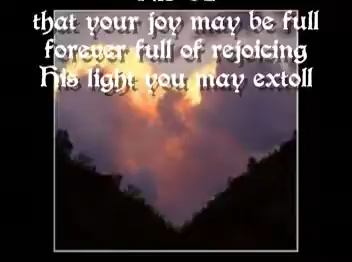 that your joy may be full
forever full of rejoicing
His light you may extoll